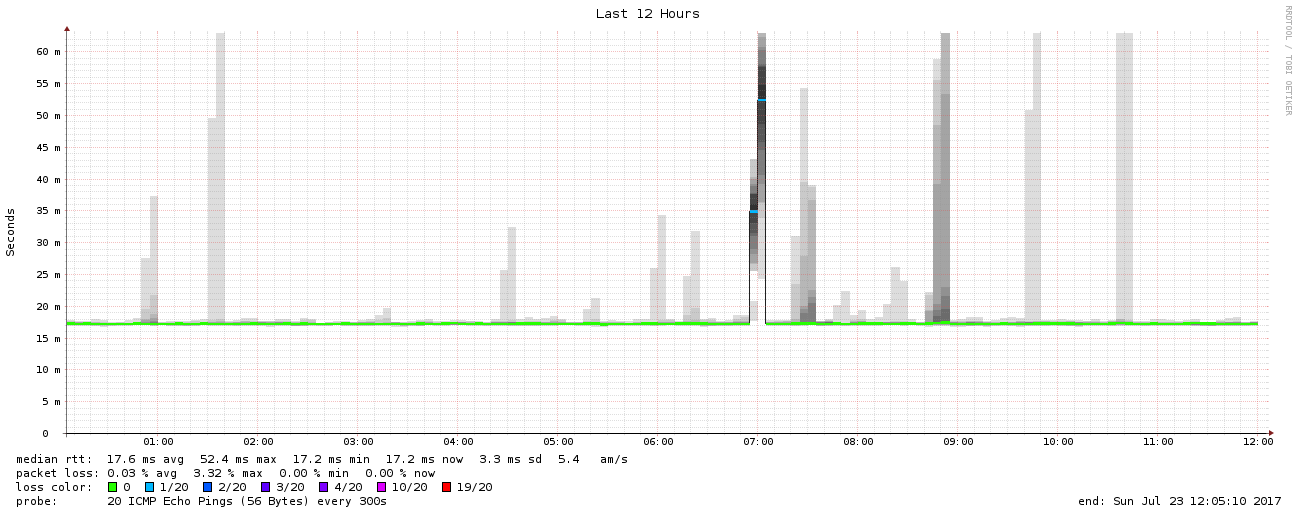 Last 12 Hours
RRDTOOL / TOBI OETIKER
Seconds
60 m
55 m
50 m
45 m
40 m
35 m
30 m
25 m
20 m
15 m
10 m
5 m
0
01:00 02:00 03:00 04:00 05:00 06:00 07:00 08:00 09:00 10:00 11:00 12:00
median rtt: 17.6 ms avg 52.4 ms max 17.2 ms min 17.2 ms now 3.3 ms sd 5.4 am/s
packet loss: 0.03 % avg 3.32 % max 0.00 % min 0.00 % now
loss color: 0 1/20 2/20 3/20 4/20 10/20 19/20
probe: 20 ICMP Echo Pings (56 Bytes) every 300s end: Sun Jul 23 12:05:10 2017